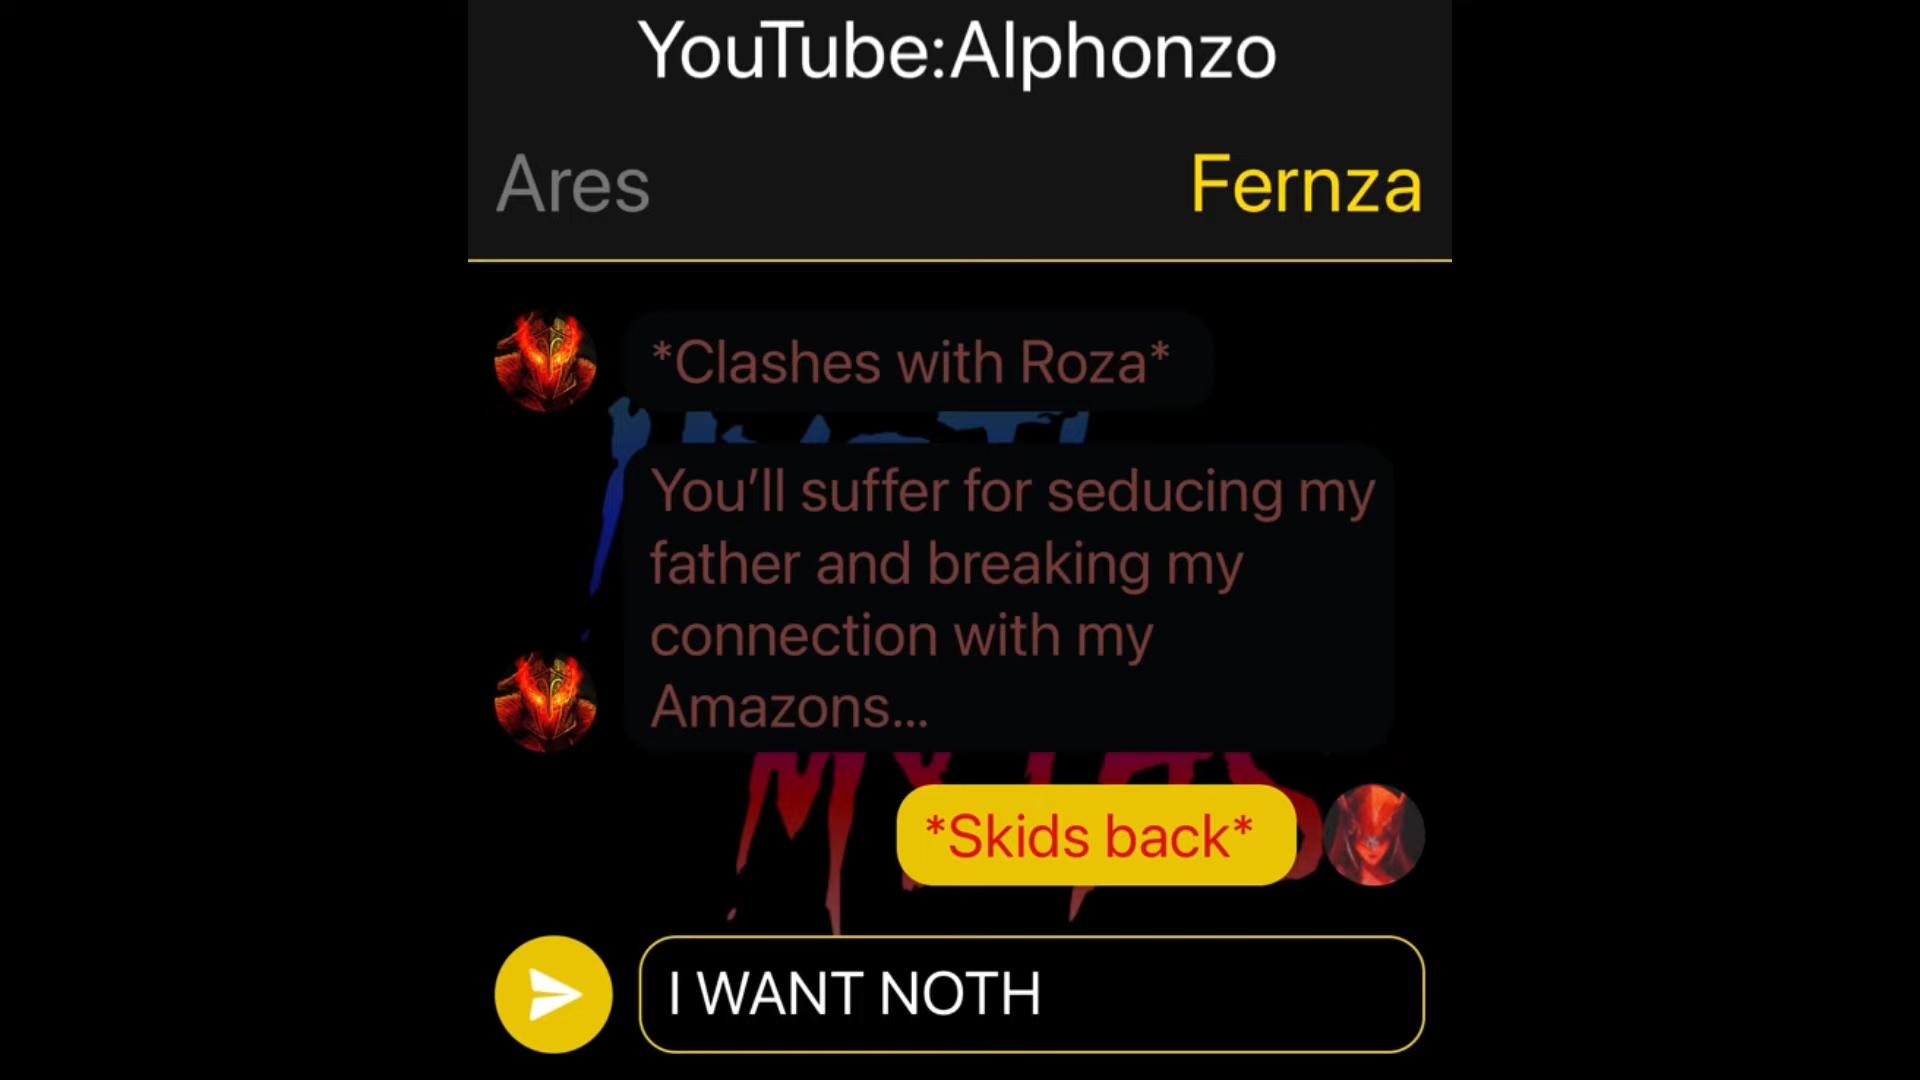 YouTube:Alphonzo
Ares
Fernza
*Clashes with Roza*
You’ll suffer for seducing my
father and breaking my
connection with my
Amazons...
*Skids back*
I WANT NOTH